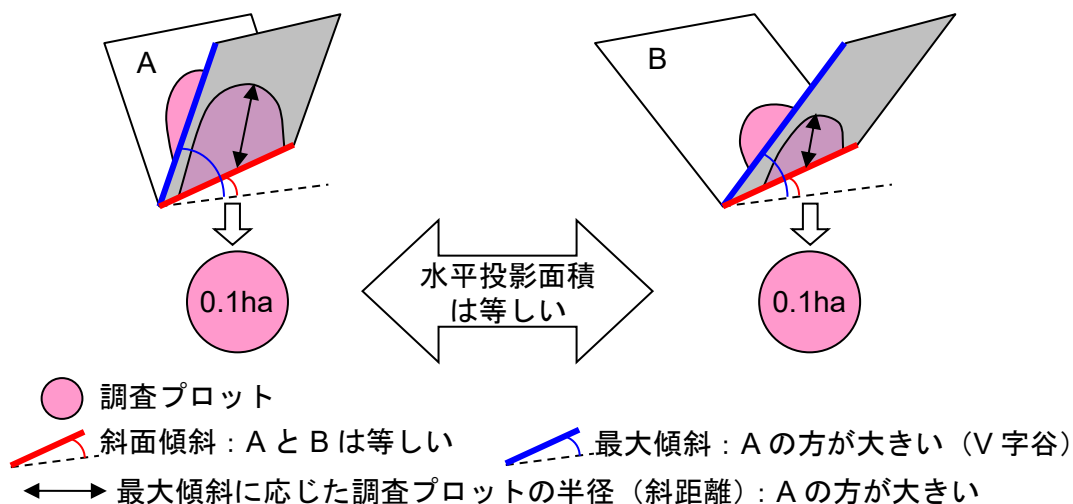 A
B
水平投影面積
は等しい
0.1ha
0.1ha
調査プロット
斜面傾斜：A と B は等しい
最大傾斜：A の方が大きい（V 字谷）
最大傾斜に応じた調査プロットの半径（斜距離）：A の方が大きい